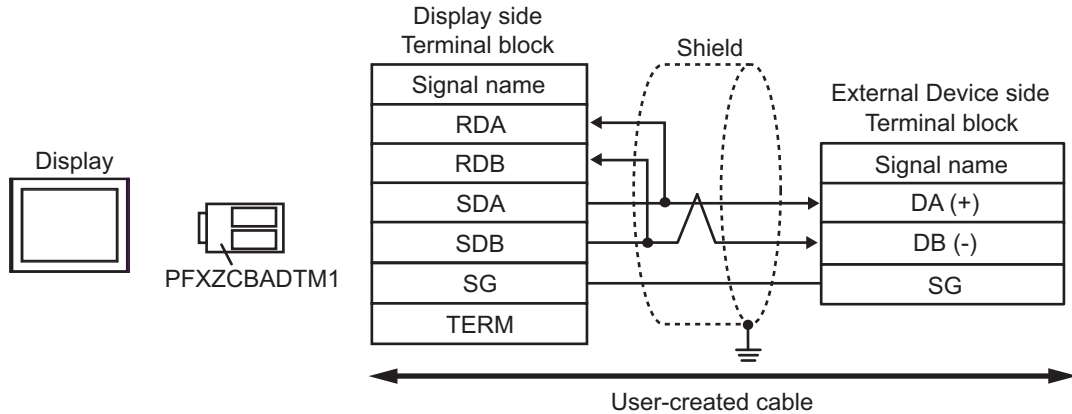 Display side
Terminal block
Shield
External Device side
Terminal block
Display
PFXZCBADTM1
Signal name
RDA
RDB
SDA
SDB
SG
TERM
Signal name
DA (+)
DB (-)
SG
User-created cable